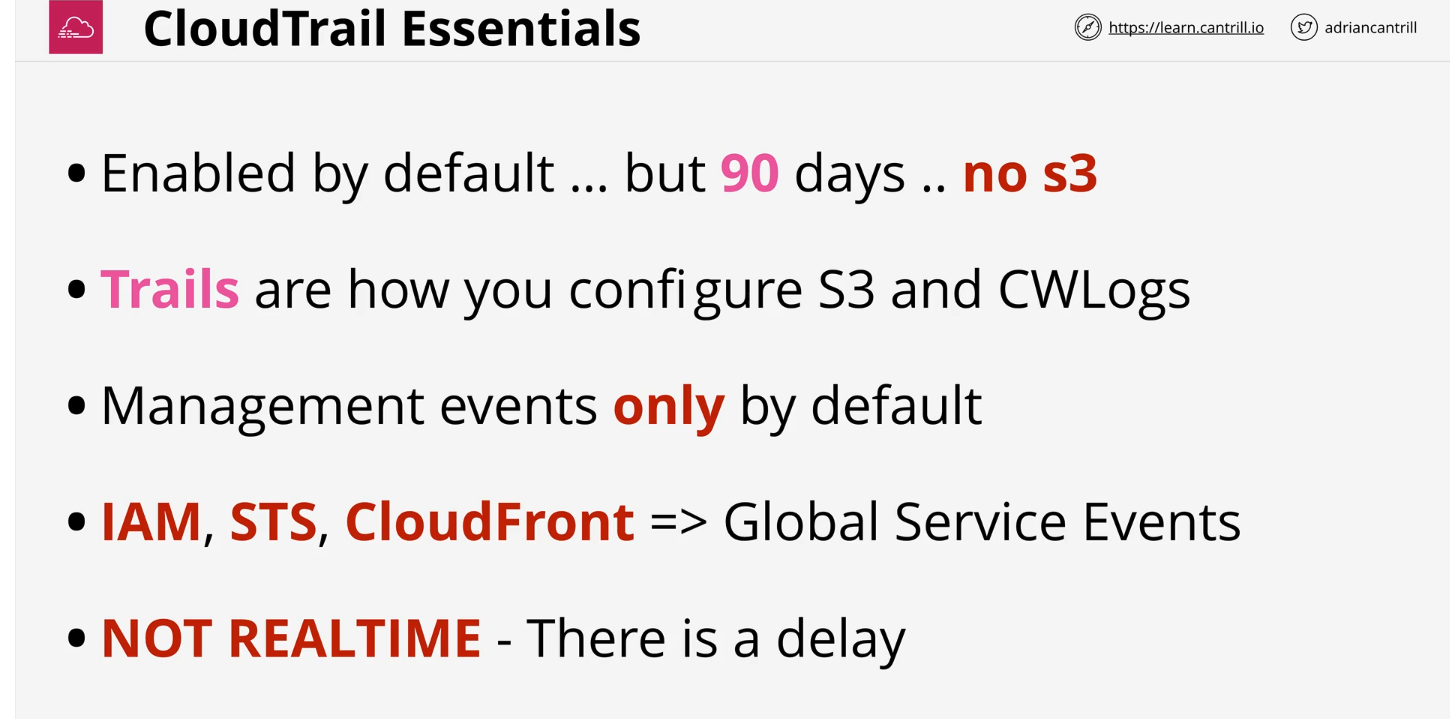 CloudTrail Essentials
https://learn.cantrill.io
adriancantrill
• Enabled by default ... but 90 days .. no s3
• Trails are how you configure S3 and CWLogs
• Management events only by default
• IAM, STS, CloudFront => Global Service Events
• NOT REALTIME - There is a delay